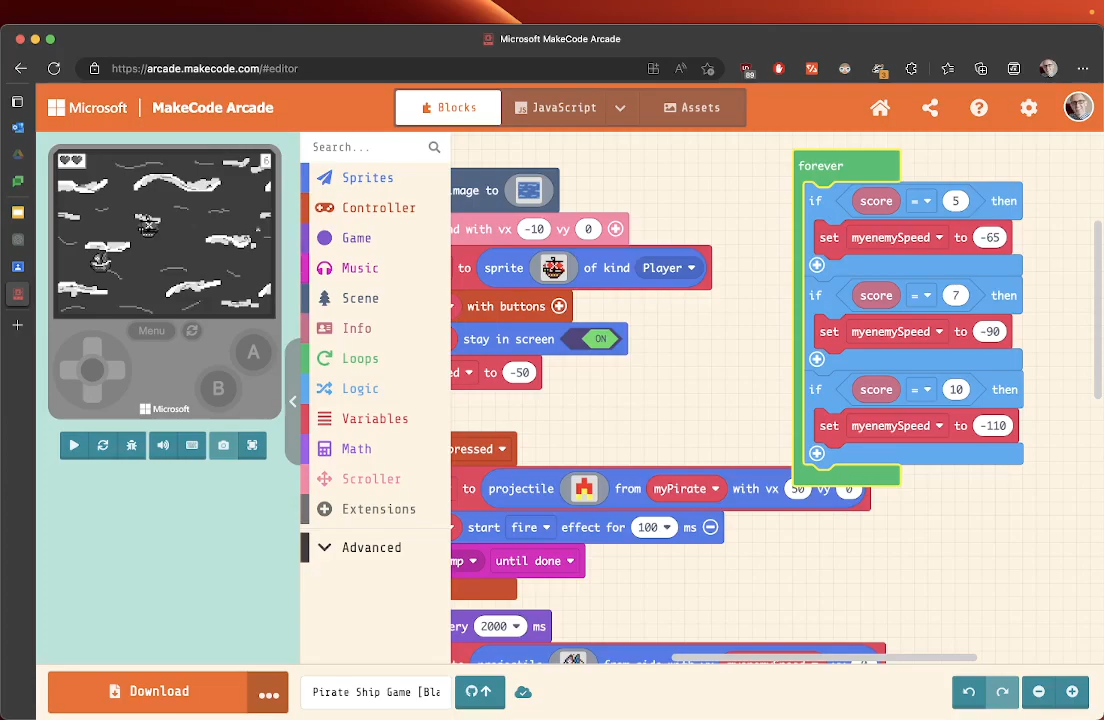 Microsoft MakeCode Arcade
https://arcade.makecode.com/#editor
89
3
Microsoft
MakeCode Arcade
Blocks
JS JavaScript
Assets
6
Menu
A
B
Microsoft
Search...
Sprites
Controller
Game
Music
Scene
Info
Loops
Logic
Variables
Math
Scroller
Extensions
Advanced
mage to
nd with vx -10 vy 0
to sprite of kind Player
with buttons
stay in screen ON
ed to -50
pressed
to projectile from myPirate with vx 50 vy 0
start fire effect for 100 ms
mp until done
ery 2000 ms
forever
if score = 5 then
set myenemySpeed to -65
if score = 7 then
set myenemySpeed to -90
if score = 10 then
set myenemySpeed to -110
Download
Pirate Ship Game [Bla